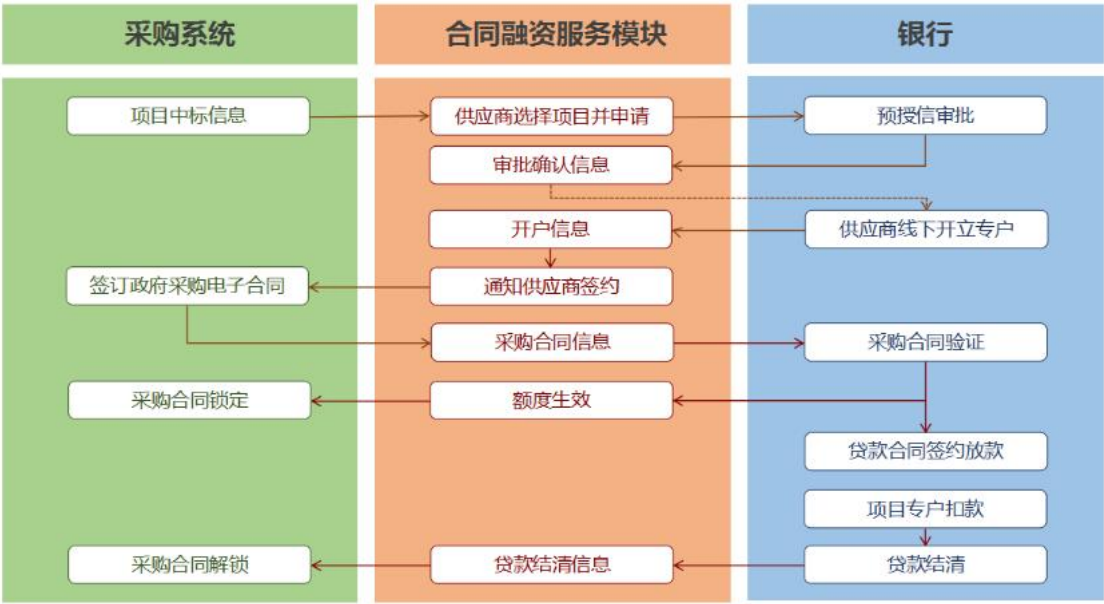 采购系统
合同融资服务模块
银行
项目中标信息
供应商选择项目并申请
预授信审批
审批确认信息
开户信息
供应商线下开立专户
签订政府采购电子合同
通知供应商签约
采购合同信息
采购合同验证
采购合同锁定
额度生效
贷款合同签约放款
项目专户扣款
采购合同解锁
贷款结清信息
贷款结清